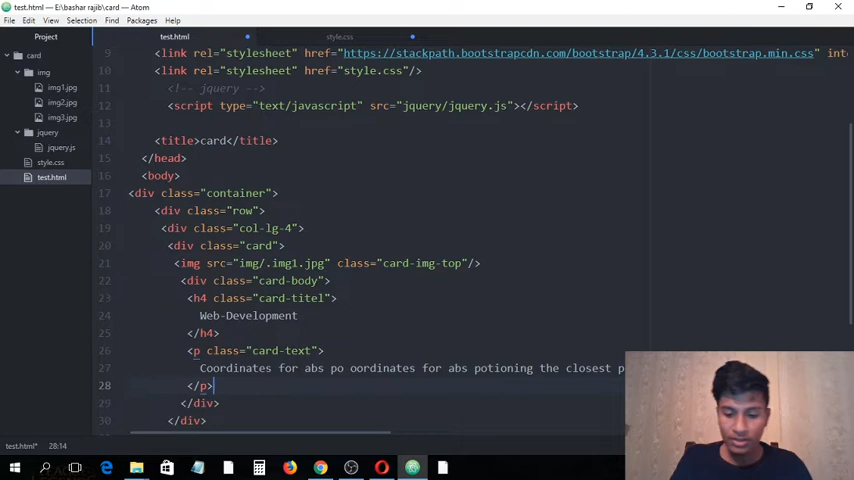 test.html — E:\bashar rajib\card — Atom
File Edit View Selection Find Packages Help
Project
test.html
style.css
card
img
img1.jpg
img2.jpg
img3.jpg
jquery
jquery.js
style.css
test.html
9 <link rel="stylesheet" href="https://stackpath.bootstrapcdn.com/bootstrap/4.3.1/css/bootstrap.min.css" inte
10 <link rel="stylesheet" href="style.css"/>
11 <!-- jquery -->
12 <script type="text/javascript" src="jquery/jquery.js"></script>
13
14 <title>card</title>
15 </head>
16 <body>
17 <div class="container">
18 <div class="row">
19 <div class="col-lg-4">
20 <div class="card">
21 <img src="img/.img1.jpg" class="card-img-top"/>
22 <div class="card-body">
23 <h4 class="card-titel">
24 Web-Development
25 </h4>
26 <p class="card-text">
27 Coordinates for abs po oordinates for abs potioning the closest p
28 </p>
29 </div>
30 </div>
test.html* 28:14